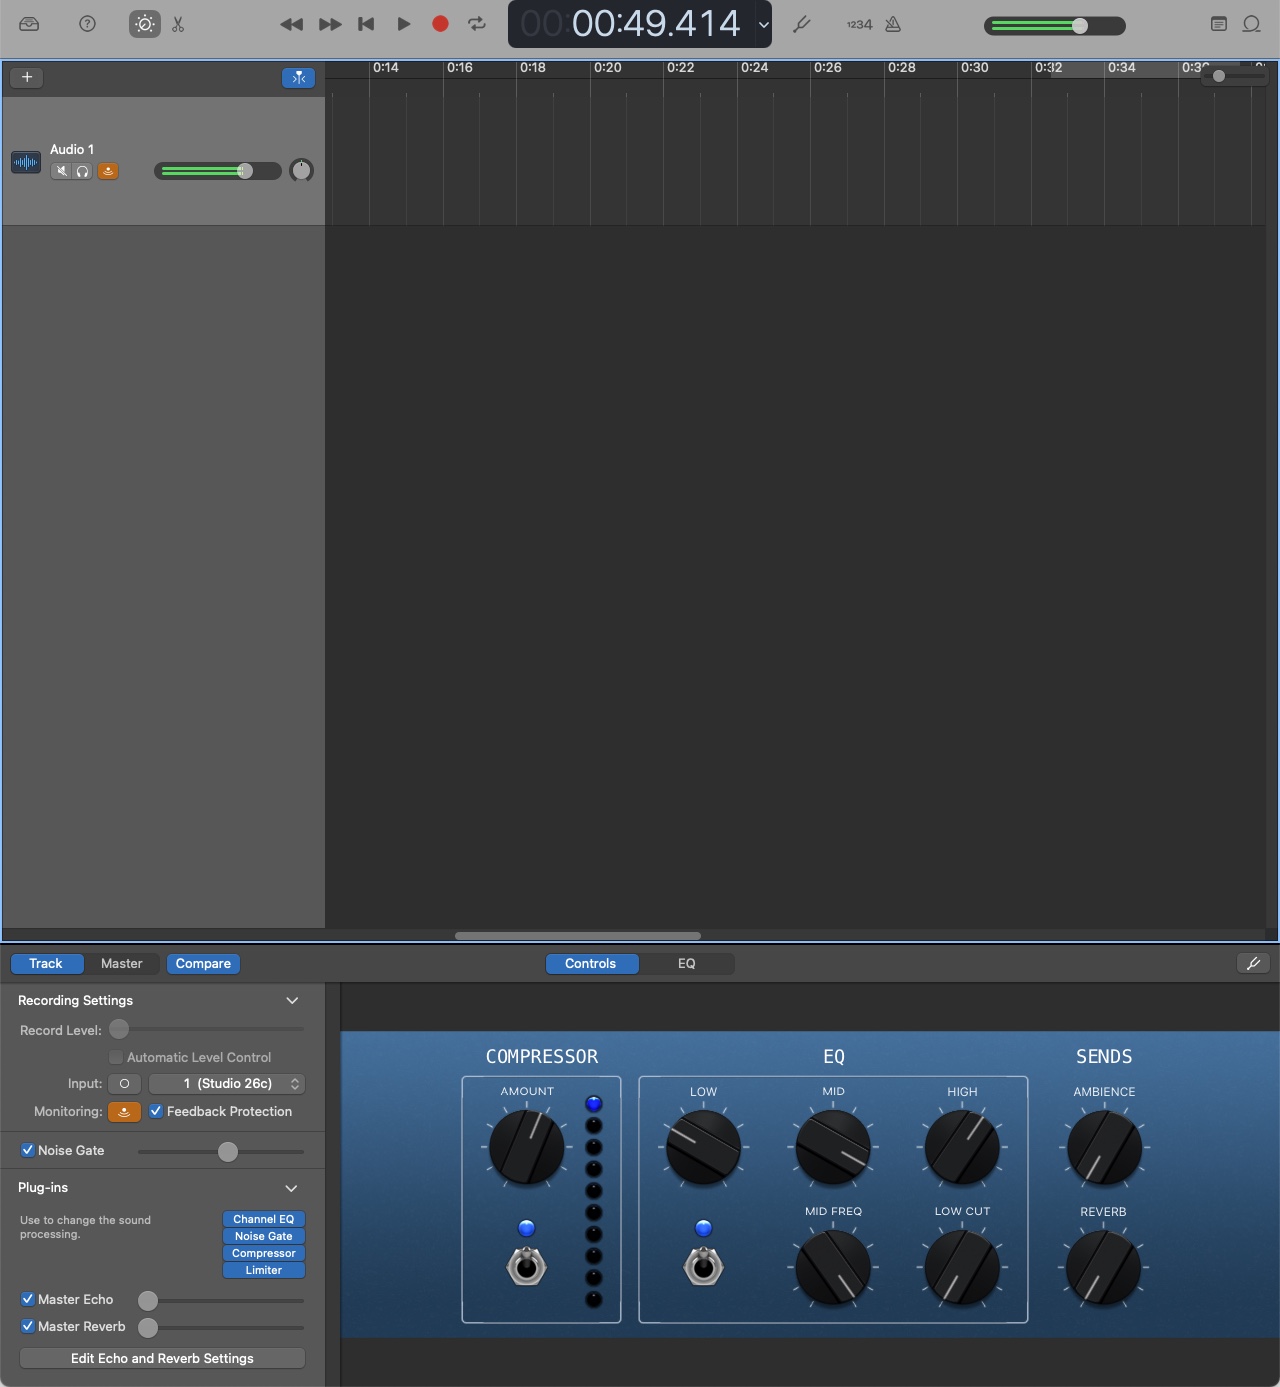 00:00:49.414
1234
0:14 0:16 0:18 0:20 0:22 0:24 0:26 0:28 0:30 0:32 0:34
Audio 1
Track Master Compare Controls EQ
Recording Settings
Record Level:
Automatic Level Control
Input: 1 (Studio 26c)
Monitoring: Feedback Protection
Noise Gate
Plug-ins
Use to change the sound
processing.
Channel EQ
Noise Gate
Compressor
Limiter
Master Echo
Master Reverb
Edit Echo and Reverb Settings
COMPRESSOR
AMOUNT
EQ
LOW MID HIGH
MID FREQ LOW CUT
SENDS
AMBIENCE
REVERB